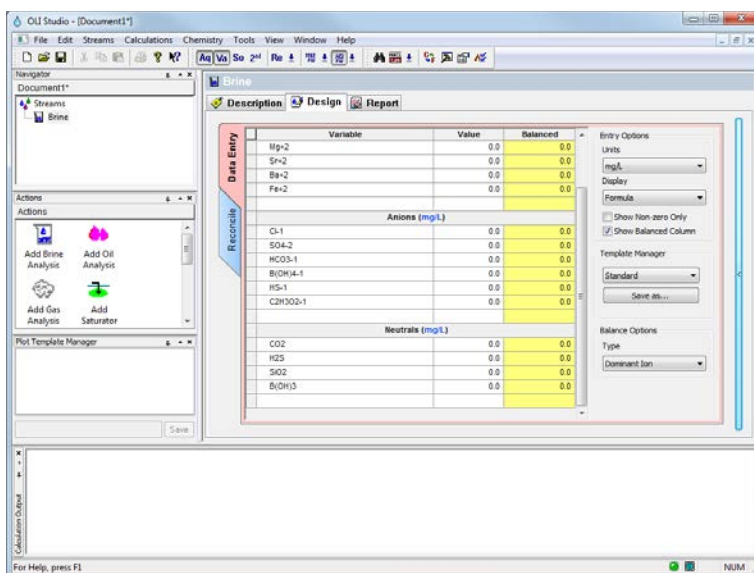 OLI Studio - [Document1*]
File Edit Streams Calculations Chemistry Tools View Window Help
Aq Va So 2nd Re
Navigator
Document1*
Streams
Brine
Actions
Actions
Add Brine Analysis
Add Oil Analysis
Add Gas Analysis
Add Saturator
Plot Template Manager
Save
Brine
Description Design Report
Data Entry
Reconcile
Variable Value Balanced
Mg+2 0.0 0.0
Sr+2 0.0 0.0
Ba+2 0.0 0.0
Fe+2 0.0 0.0
Anions (mg/L)
Cl-1 0.0 0.0
SO4-2 0.0 0.0
HCO3-1 0.0 0.0
B(OH)4-1 0.0 0.0
HS-1 0.0 0.0
C2H3O2-1 0.0 0.0
Neutrals (mg/L)
CO2 0.0 0.0
H2S 0.0 0.0
SiO2 0.0 0.0
B(OH)3 0.0 0.0
Entry Options
Units
mg/L
Display
Formula
Show Non-zero Only
Show Balanced Column
Template Manager
Standard
Save as...
Balance Options
Type
Dominant Ion
Calculation Output
For Help, press F1
NUM